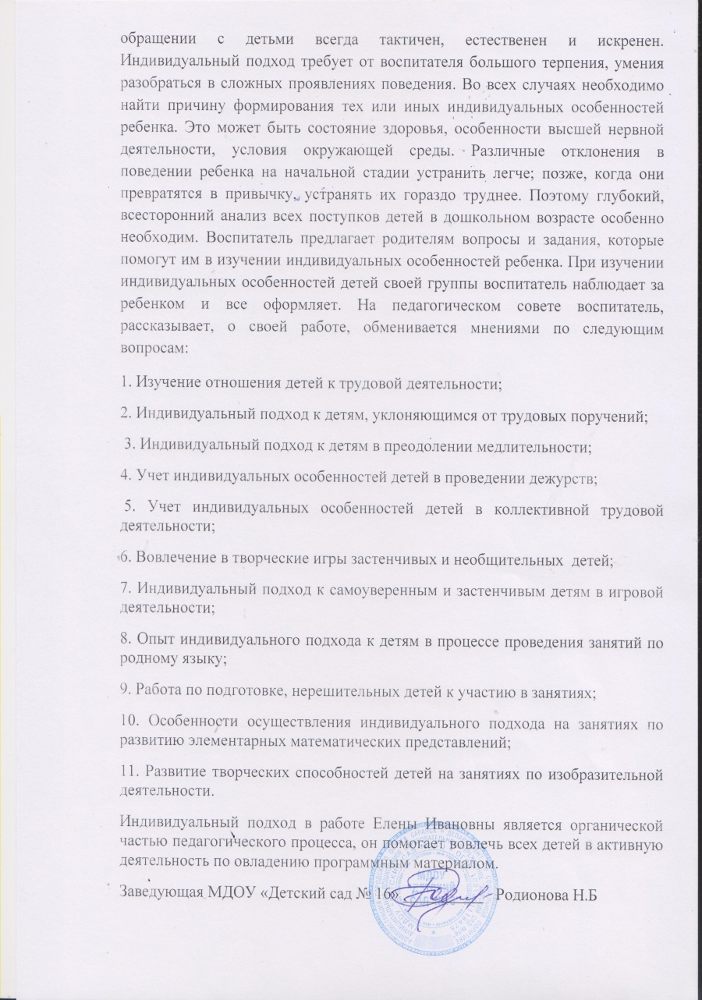 обращении с детьми всегда тактичен, естественен и искренен.
Индивидуальный подход требует от воспитателя большого терпения, умения
разобраться в сложных проявлениях поведения. Во всех случаях необходимо
найти причину формирования тех или иных индивидуальных особенностей
ребенка. Это может быть состояние здоровья, особенности высшей нервной
деятельности, условия окружающей среды. Различные отклонения в
поведении ребенка на начальной стадии устранить легче; позже, когда они
превратятся в привычку, устранять их гораздо труднее. Поэтому глубокий,
всесторонний анализ всех поступков детей в дошкольном возрасте особенно
необходим. Воспитатель предлагает родителям вопросы и задания, которые
помогут им в изучении индивидуальных особенностей ребенка. При изучении
индивидуальных особенностей детей своей группы воспитатель наблюдает за
ребенком и все оформляет. На педагогическом совете воспитатель,
рассказывает, о своей работе, обменивается мнениями по следующим
вопросам:
1. Изучение отношения детей к трудовой деятельности;
2. Индивидуальный подход к детям, уклоняющимся от трудовых поручений;
3. Индивидуальный подход к детям в преодолении медлительности;
4. Учет индивидуальных особенностей детей в проведении дежурств;
5. Учет индивидуальных особенностей детей в коллективной трудовой
деятельности;
6. Вовлечение в творческие игры застенчивых и необщительных детей;
7. Индивидуальный подход к самоуверенным и застенчивым детям в игровой
деятельности;
8. Опыт индивидуального подхода к детям в процессе проведения занятий по
родному языку;
9. Работа по подготовке, нерешительных детей к участию в занятиях;
10. Особенности осуществления индивидуального подхода на занятиях по
развитию элементарных математических представлений;
11. Развитие творческих способностей детей на занятиях по изобразительной
деятельности.
Индивидуальный подход в работе Елены Ивановны является органической
частью педагогического процесса, он помогает вовлечь всех детей в активную
деятельность по овладению программным материалом.
Заведующая МДОУ «Детский сад № 16» Родионова Н.Б
МДОУ